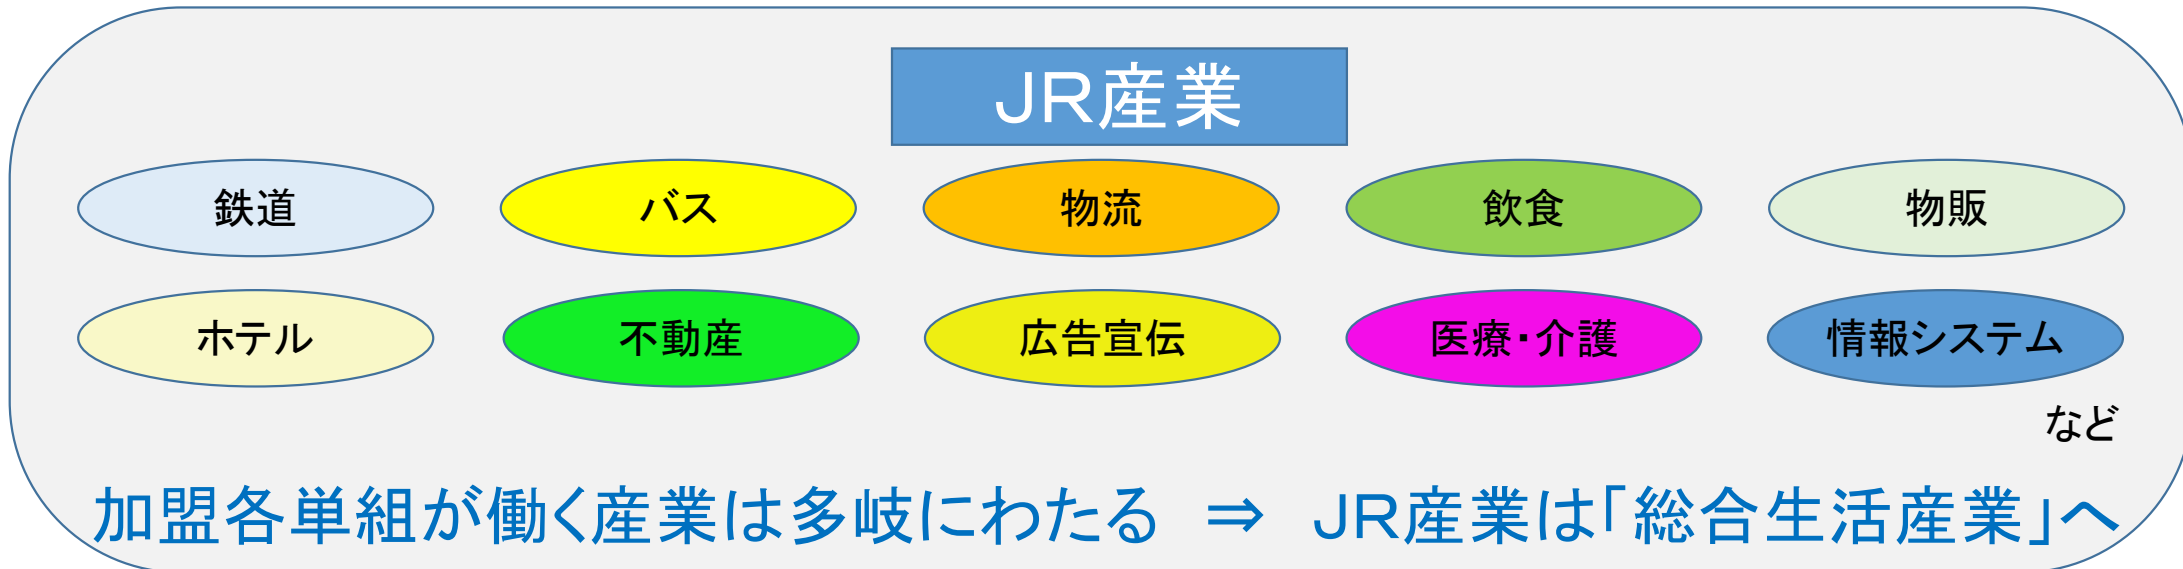 ＪＲ産業
鉄道 バス 物流 飲食 物販
ホテル 不動産 広告宣伝 医療・介護 情報システム
など
加盟各単組が働く産業は多岐にわたる ⇒ ＪＲ産業は「総合生活産業」へ